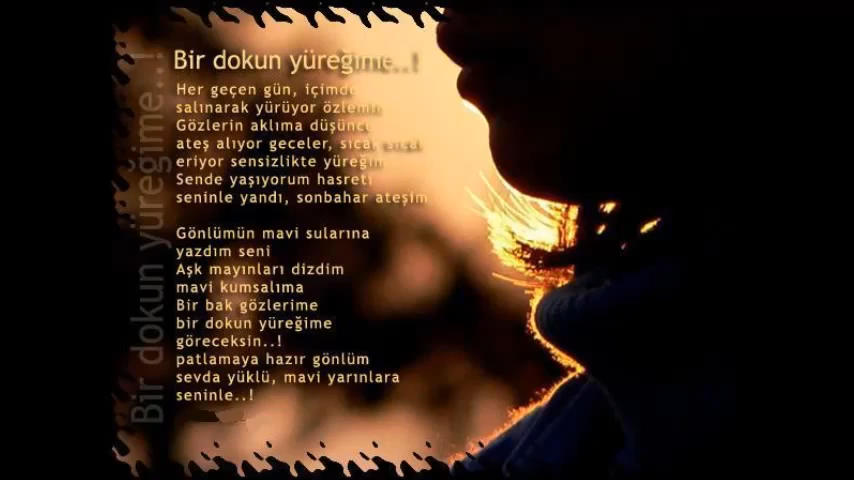 Bir dokun yüreğime..!
Bir dokun yüreğime..!
Her geçen gün, içimde
salınarak yürüyor özlemin
Gözlerin aklıma düşünce
ateş alıyor geceler, sıcak sıcak
eriyor sensizlikte yüreğim
Sende yaşıyorum hasreti
seninle yandı, sonbahar ateşim
Gönlümün mavi sularına
yazdım seni
Aşk mayınları dizdim
mavi kumsalıma
Bir bak gözlerime
bir dokun yüreğime
göreceksin..!
patlamaya hazır gönlüm
sevda yüklü, mavi yarınlara
seninle..!